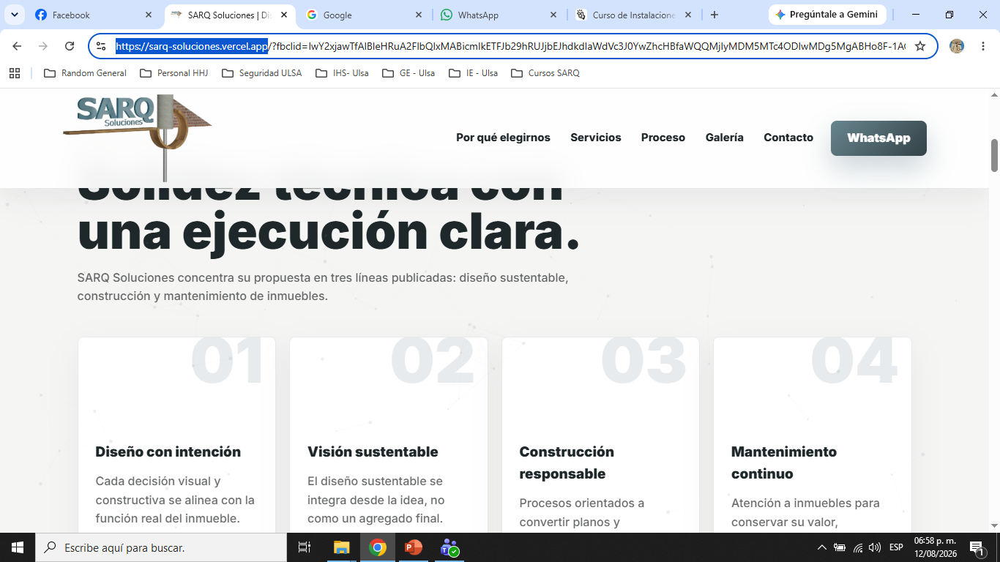 Facebook
SARQ Soluciones | Di
Google
WhatsApp
Curso de Instalacione
Pregúntale a Gemini
https://sarq-soluciones.vercel.app/?fbclid=
Random General
Personal HHJ
Seguridad ULSA
IHS- Ulsa
GE - Ulsa
IE - Ulsa
Cursos SARQ
SARQ
Soluciones
Por qué elegirnos
Servicios
Proceso
Galería
Contacto
WhatsApp
Solidez técnica con
una ejecución clara.
SARQ Soluciones concentra su propuesta en tres líneas publicadas: diseño sustentable,
construcción y mantenimiento de inmuebles.
01
02
03
04
Diseño con intención
Cada decisión visual y
constructiva se alinea con la
función real del inmueble.
Visión sustentable
El diseño sustentable se
integra desde la idea, no
como un agregado final.
Construcción
responsable
Procesos orientados a
convertir planos y
Mantenimiento
continuo
Atención a inmuebles para
conservar su valor,
Escribe aquí para buscar.
ESP
06:58 p. m.
12/08/2026
1